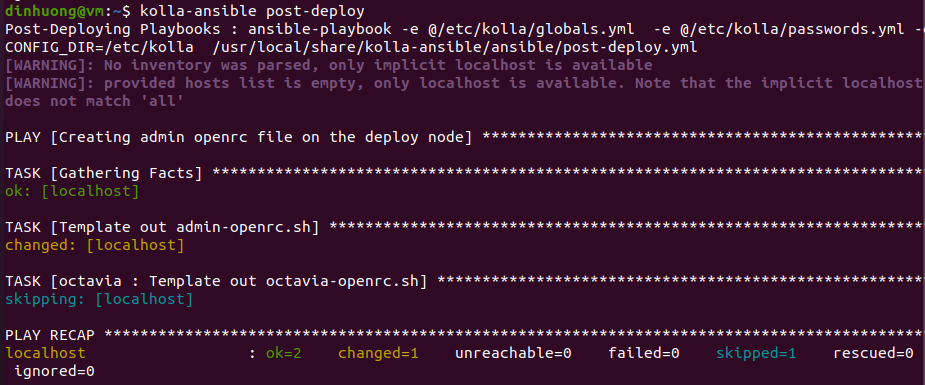 dinhuong@vm:~$ kolla-ansible post-deploy
Post-Deploying Playbooks : ansible-playbook -e @/etc/kolla/globals.yml  -e @/etc/kolla/passwords.yml -
CONFIG_DIR=/etc/kolla  /usr/local/share/kolla-ansible/ansible/post-deploy.yml
[WARNING]: No inventory was parsed, only implicit localhost is available
[WARNING]: provided hosts list is empty, only localhost is available. Note that the implicit localhost
does not match 'all'
PLAY [Creating admin openrc file on the deploy node] *************************************************
TASK [Gathering Facts] *******************************************************************************
ok: [localhost]
TASK [Template out admin-openrc.sh] ******************************************************************
changed: [localhost]
TASK [octavia : Template out octavia-openrc.sh] ******************************************************
skipping: [localhost]
PLAY RECAP *******************************************************************************************
localhost                  : ok=2    changed=1    unreachable=0    failed=0    skipped=1    rescued=0
ignored=0